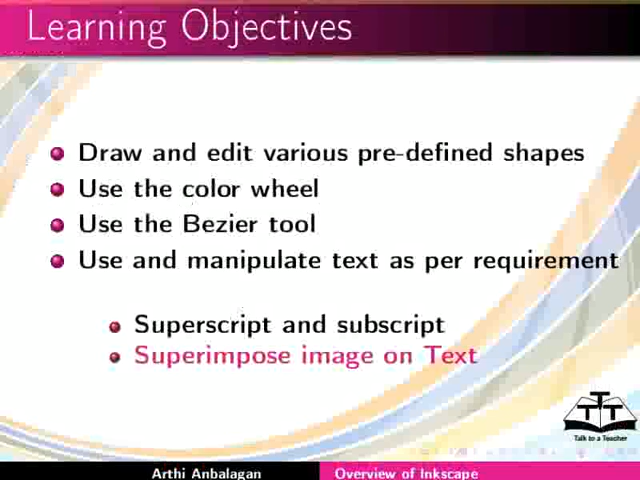 Learning Objectives
Draw and edit various pre-defined shapes
Use the color wheel
Use the Bezier tool
Use and manipulate text as per requirement
Superscript and subscript
Superimpose image on Text
TTT
Talk to a Teacher
Arthi Anbalagan
Overview of Inkscape